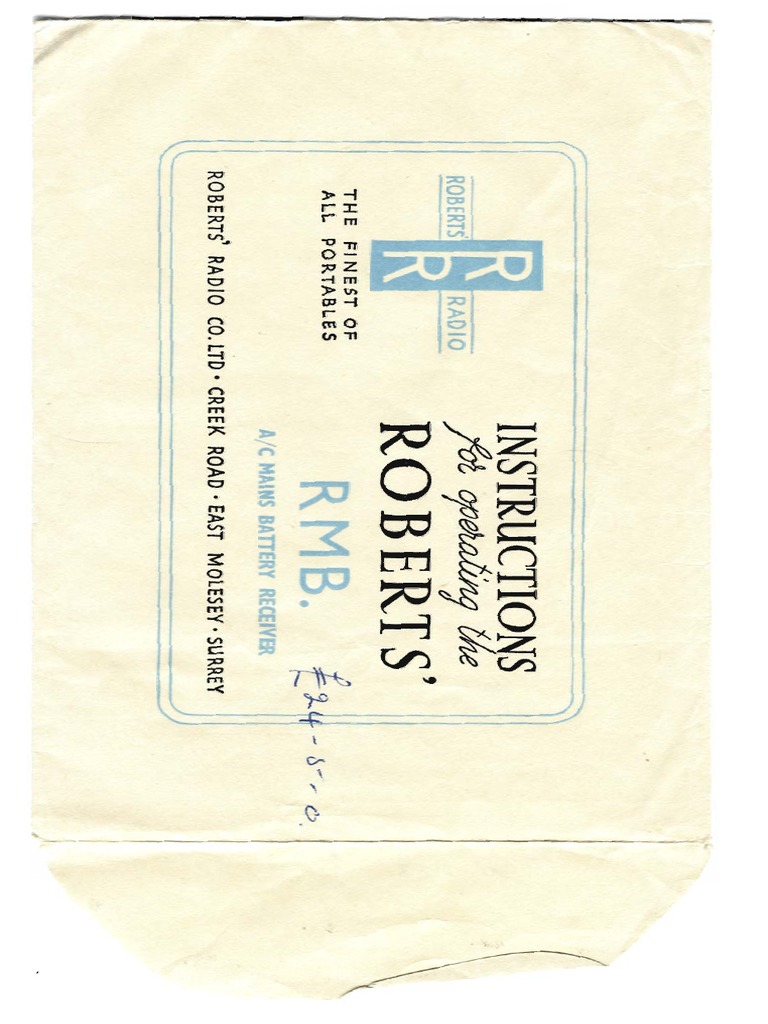 ROBERTS' RADIO
RR
THE FINEST OF
ALL PORTABLES
INSTRUCTIONS
for operating the
ROBERTS'
RMB.
A/C MAINS BATTERY RECEIVER
£24-5-0.
ROBERTS' RADIO CO. LTD · CREEK ROAD · EAST MOLESEY · SURREY